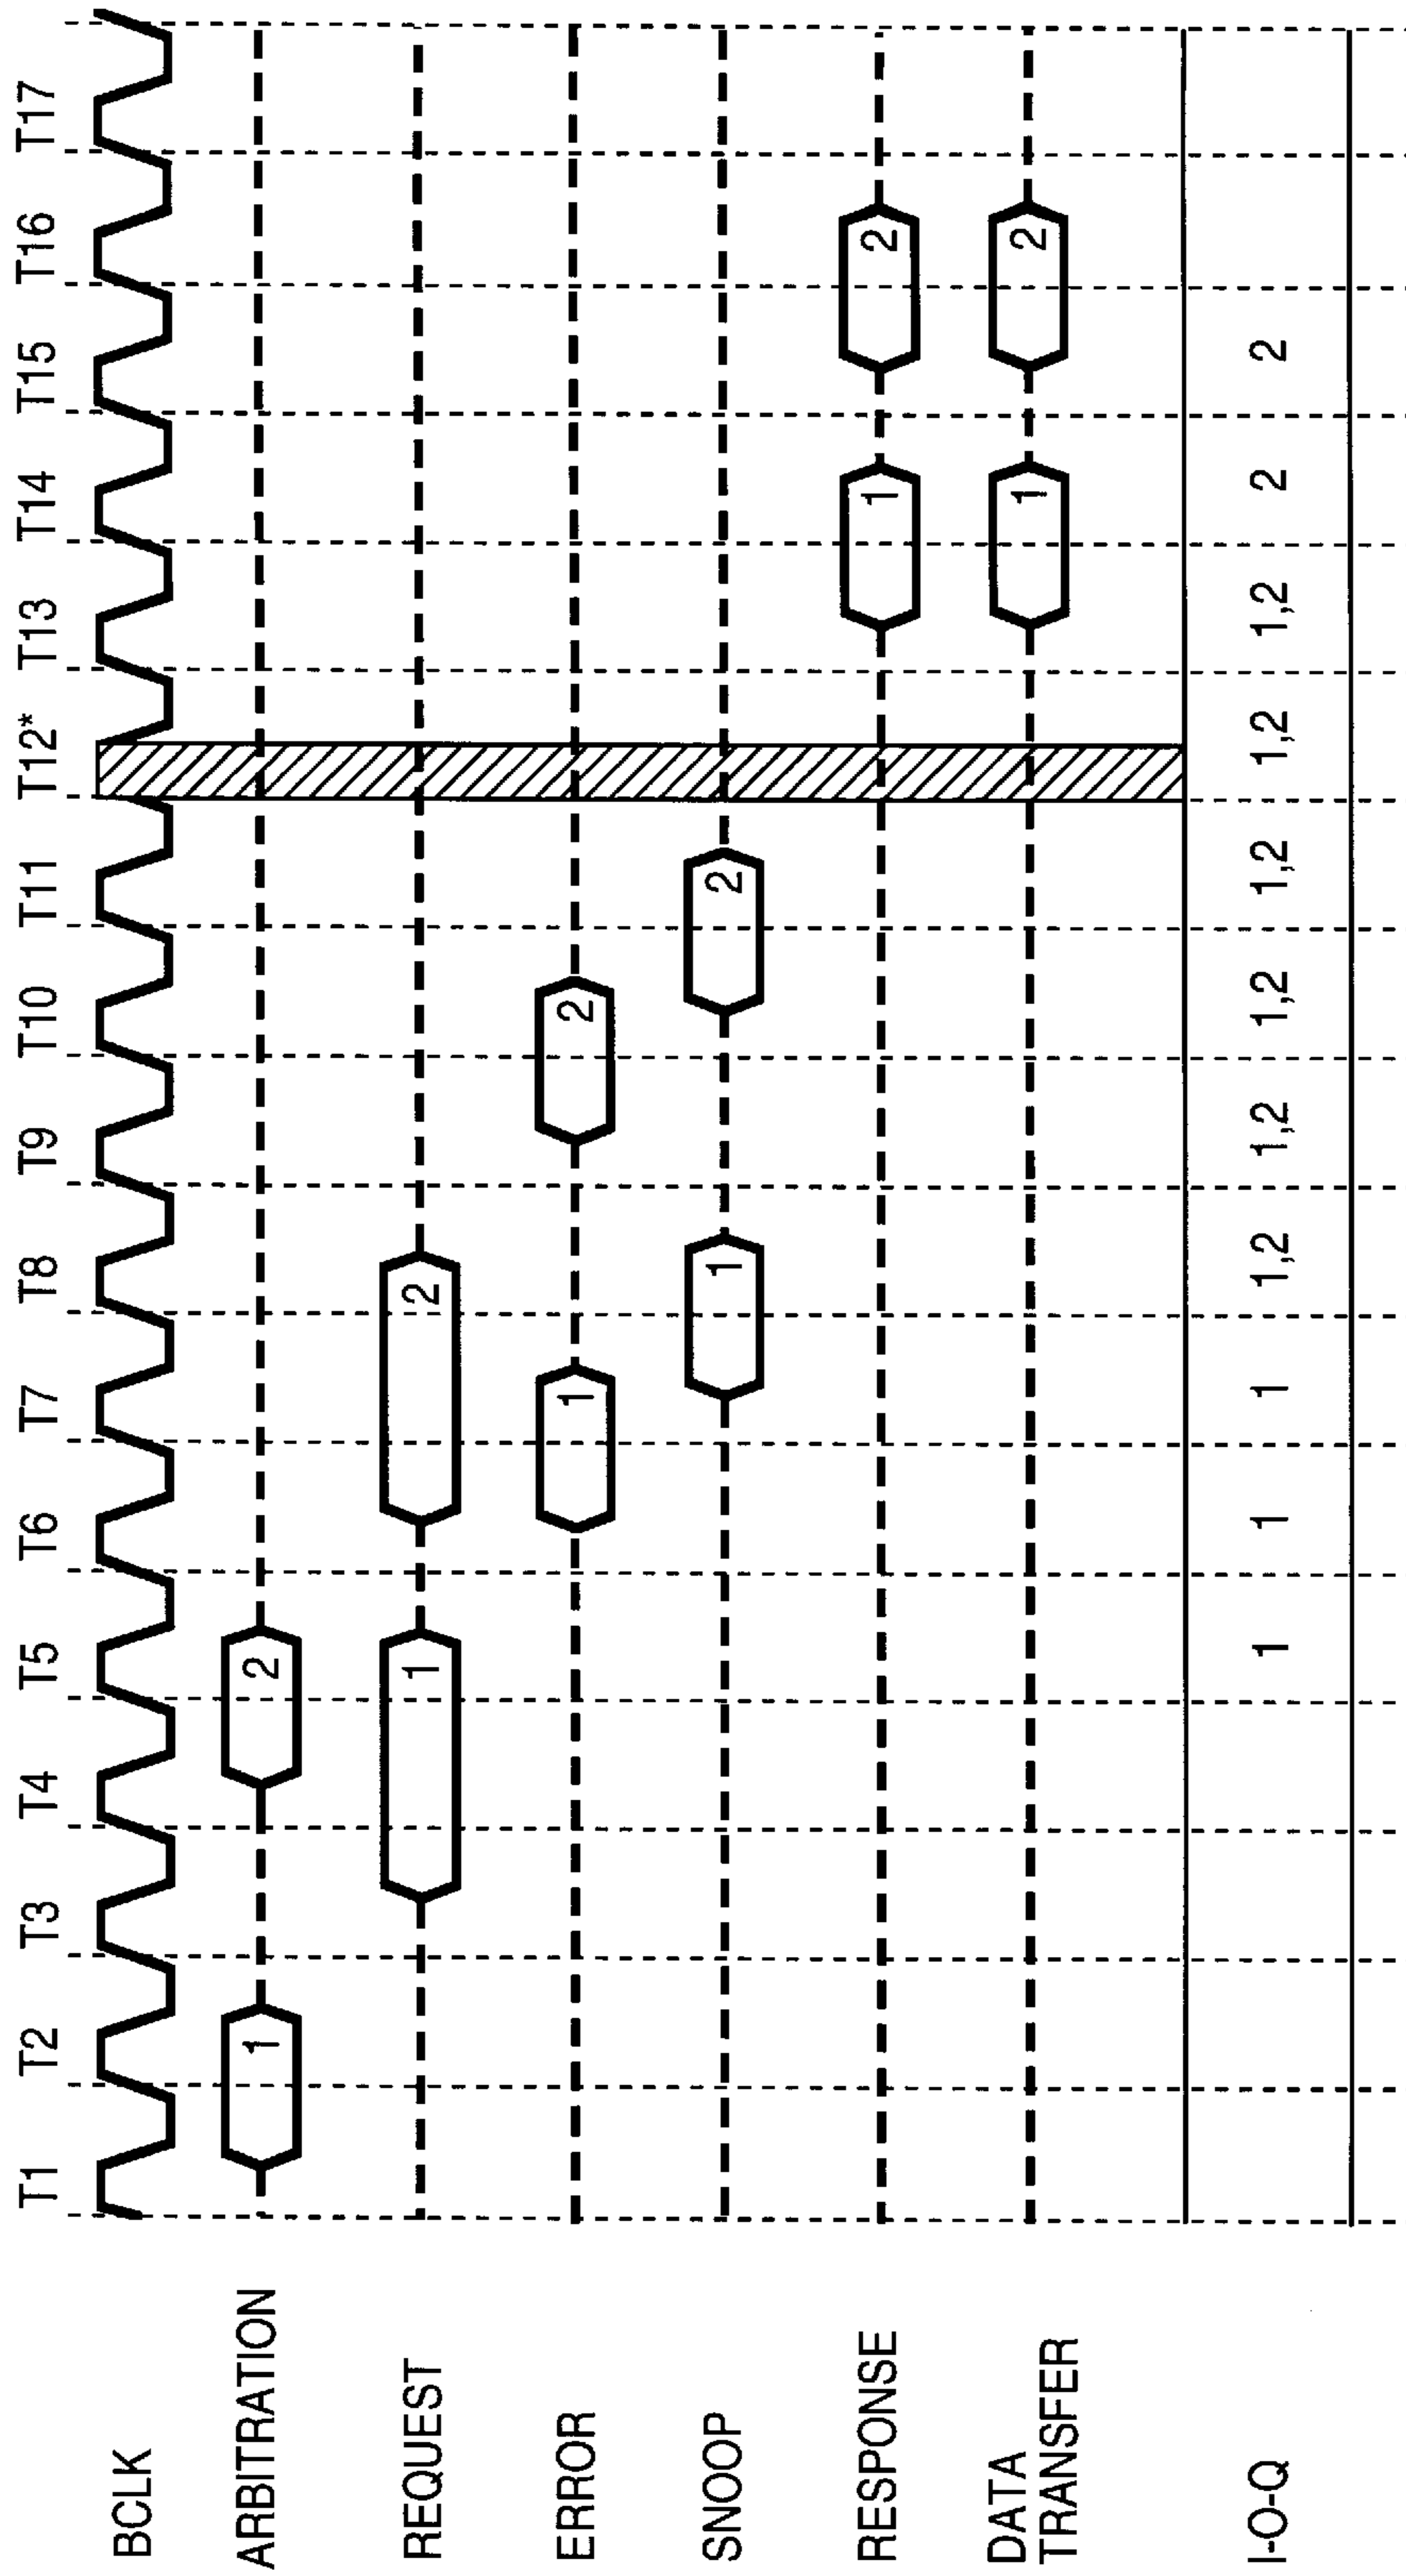 T1 T2 T3 T4 T5 T6 T7 T8 T9 T10 T11 T12* T13 T14 T15 T16 T17
BCLK
ARBITRATION 1 2
REQUEST 1 2
ERROR 1 2
SNOOP 1 2
RESPONSE 1 2
DATA
TRANSFER 1 2
I-O-Q 1 1 1 1,2 1,2 1,2 1,2 1,2 1,2 2 2